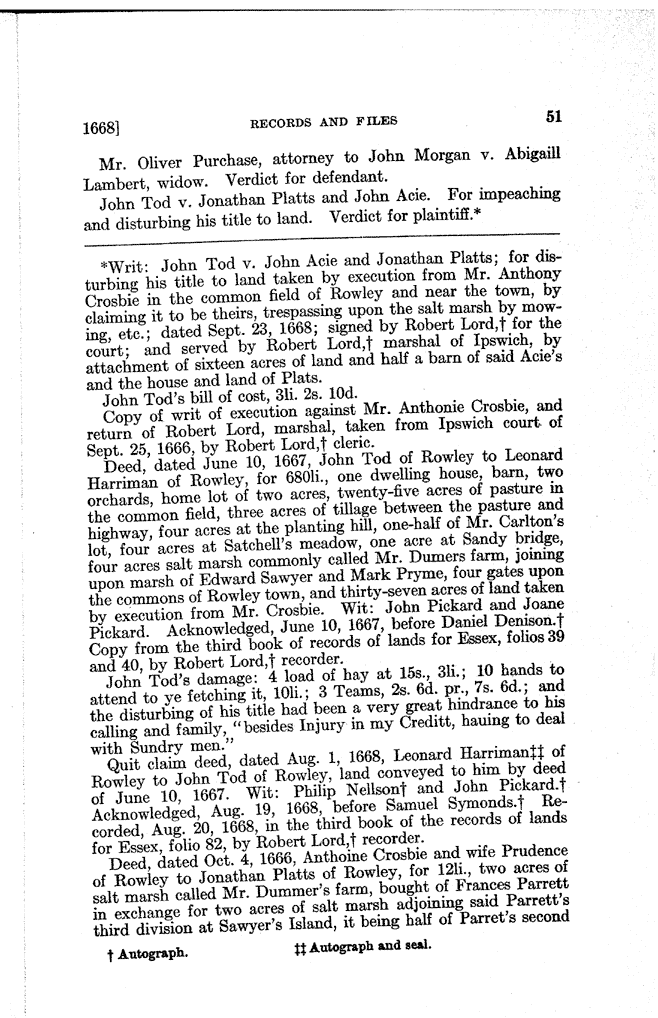 1668] RECORDS AND FILES 51
Mr. Oliver Purchase, attorney to John Morgan v. Abigaill
Lambert, widow. Verdict for defendant.
John Tod v. Jonathan Platts and John Acie. For impeaching
and disturbing his title to land. Verdict for plaintiff.*
*Writ: John Tod v. John Acie and Jonathan Platts; for dis-
turbing his title to land taken by execution from Mr. Anthony
Crosbie in the common field of Rowley and near the town, by
claiming it to be theirs, trespassing upon the salt marsh by mow-
ing, etc.; dated Sept. 23, 1668; signed by Robert Lord,† for the
court; and served by Robert Lord,† marshal of Ipswich, by
attachment of sixteen acres of land and half a barn of said Acie's
and the house and land of Plats.
John Tod's bill of cost, 3li. 2s. 10d.
Copy of writ of execution against Mr. Anthonie Crosbie, and
return of Robert Lord, marshal, taken from Ipswich court of
Sept. 25, 1666, by Robert Lord,† cleric.
Deed, dated June 10, 1667, John Tod of Rowley to Leonard
Harriman of Rowley, for 680li., one dwelling house, barn, two
orchards, home lot of two acres, twenty-five acres of pasture in
the common field, three acres of tillage between the pasture and
highway, four acres at the planting hill, one-half of Mr. Carlton's
lot, four acres at Satchell's meadow, one acre at Sandy bridge,
four acres salt marsh commonly called Mr. Dumers farm, joining
upon marsh of Edward Sawyer and Mark Pryme, four gates upon
the commons of Rowley town, and thirty-seven acres of land taken
by execution from Mr. Crosbie. Wit: John Pickard and Joane
Pickard. Acknowledged, June 10, 1667, before Daniel Denison.†
Copy from the third book of records of lands for Essex, folios 39
and 40, by Robert Lord,† recorder.
John Tod's damage: 4 load of hay at 15s., 3li.; 10 hands to
attend to ye fetching it, 10li.; 3 Teams, 2s. 6d. pr., 7s. 6d.; and
the disturbing of his title had been a very great hindrance to his
calling and family, "besides Injury in my Creditt, hauing to deal
with Sundry men."
Quit claim deed, dated Aug. 1, 1668, Leonard Harriman‡‡ of
Rowley to John Tod of Rowley, land conveyed to him by deed
of June 10, 1667. Wit: Philip Nellson† and John Pickard.†
Acknowledged, Aug. 19, 1668, before Samuel Symonds.† Re-
corded, Aug. 20, 1668, in the third book of the records of lands
for Essex, folio 82, by Robert Lord,† recorder.
Deed, dated Oct. 4, 1666, Anthoine Crosbie and wife Prudence
of Rowley to Jonathan Platts of Rowley, for 12li., two acres of
salt marsh called Mr. Dummer's farm, bought of Frances Parrett
in exchange for two acres of salt marsh adjoining said Parrett's
third division at Sawyer's Island, it being half of Parret's second
† Autograph. ‡‡ Autograph and seal.